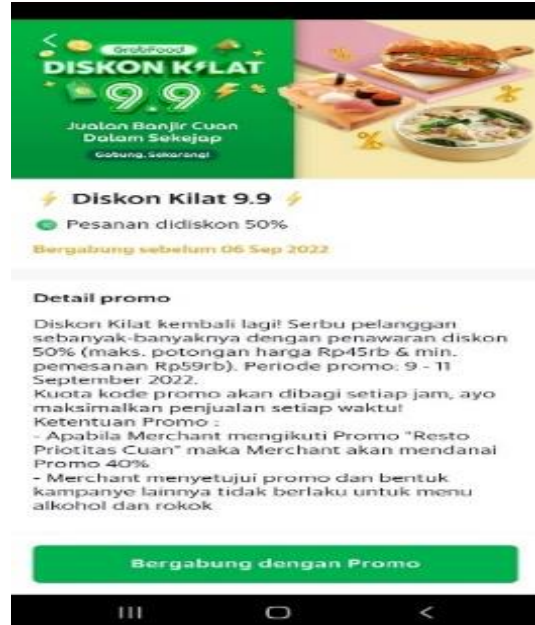 GrabFood
DISKON KILAT
9.9
Jualan Banjir Cuan
Dalam Sekejap
Gabung, Sekarang!
Diskon Kilat 9.9
Pesanan didiskon 50%
Bergabung sebelum 06 Sep 2022
Detail promo
Diskon Kilat kembali lagi! Serbu pelanggan
sebanyak-banyaknya dengan penawaran diskon
50% (maks. potongan harga Rp45rb & min.
pemesanan Rp59rb). Periode promo: 9 - 11
September 2022.
Kuota kode promo akan dibagi setiap jam, ayo
maksimalkan penjualan setiap waktu!
Ketentuan Promo :
- Apabila Merchant mengikuti Promo "Resto
Priotitas Cuan" maka Merchant akan mendanai
Promo 40%
- Merchant menyetujui promo dan bentuk
kampanye lainnya tidak berlaku untuk menu
alkohol dan rokok
Bergabung dengan Promo